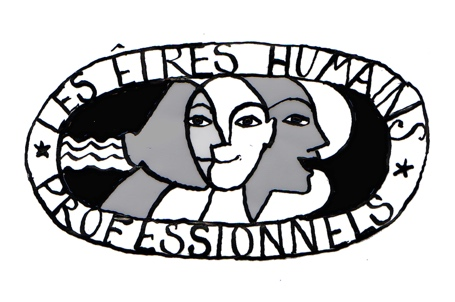 LES ÊTRES HUMAINS
PROFESSIONNELS